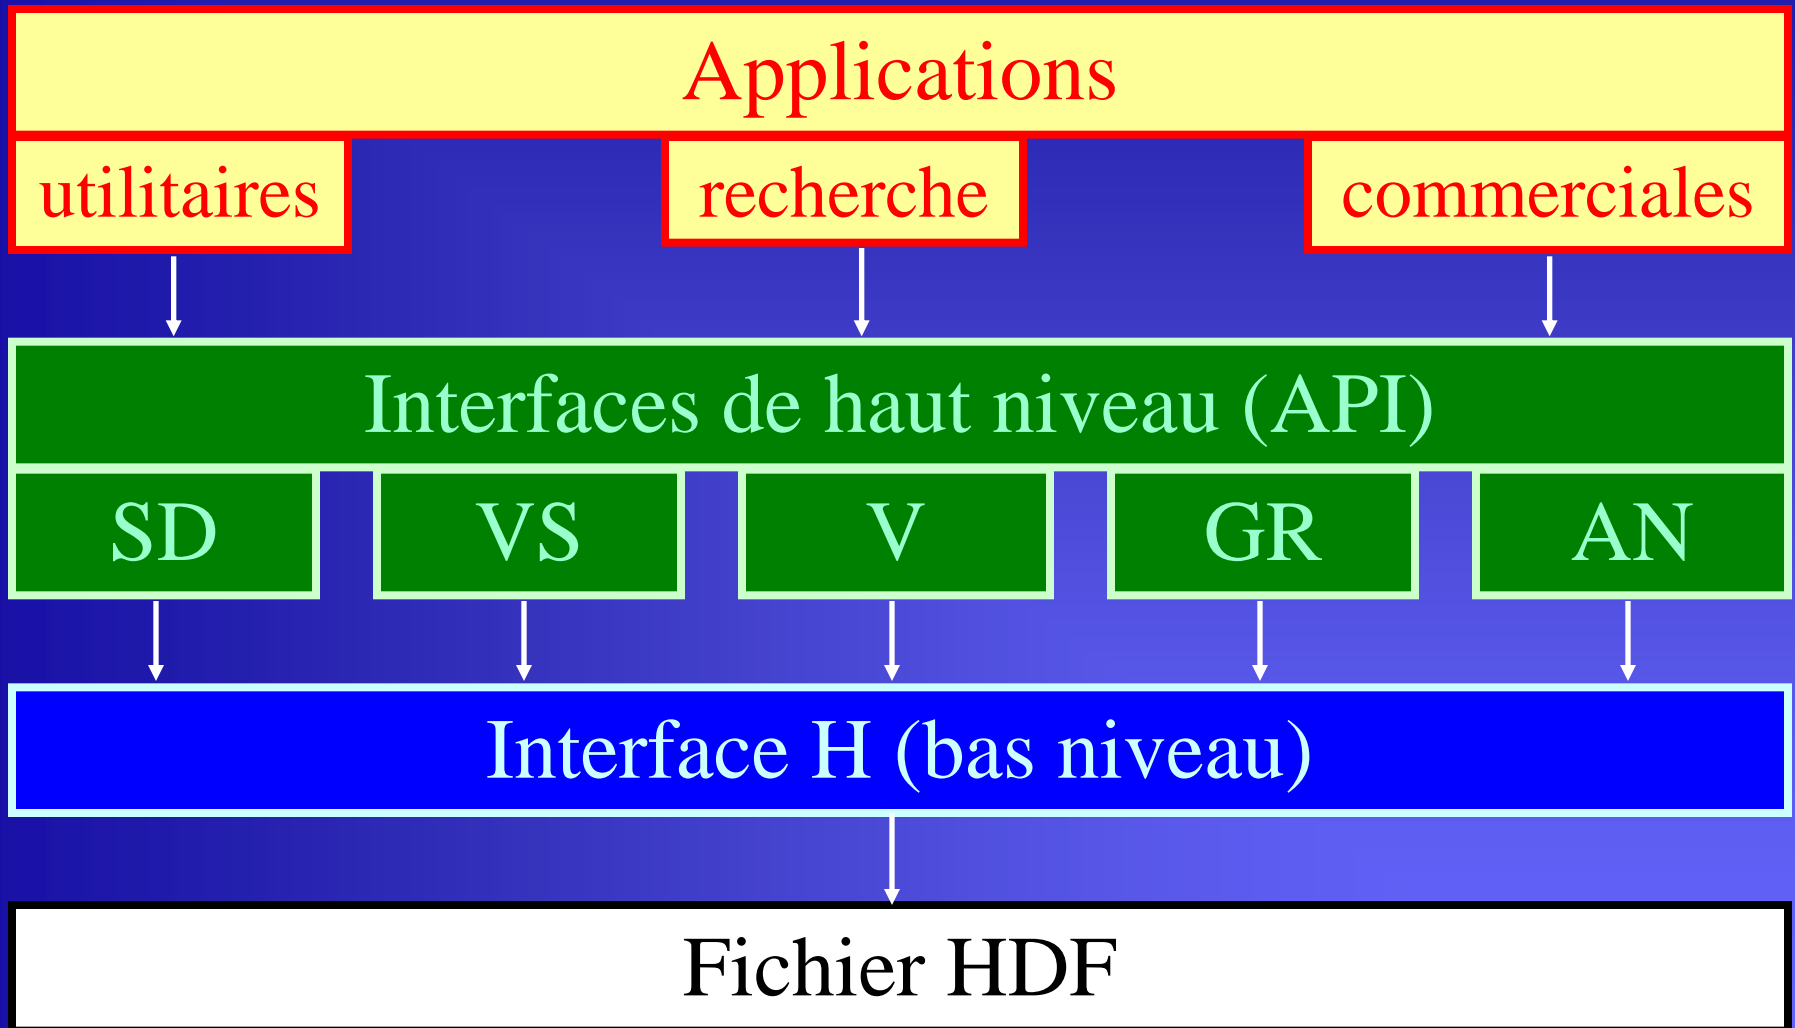 Applications
utilitaires recherche commerciales
Interfaces de haut niveau (API)
SD VS V GR AN
Interface H (bas niveau)
Fichier HDF